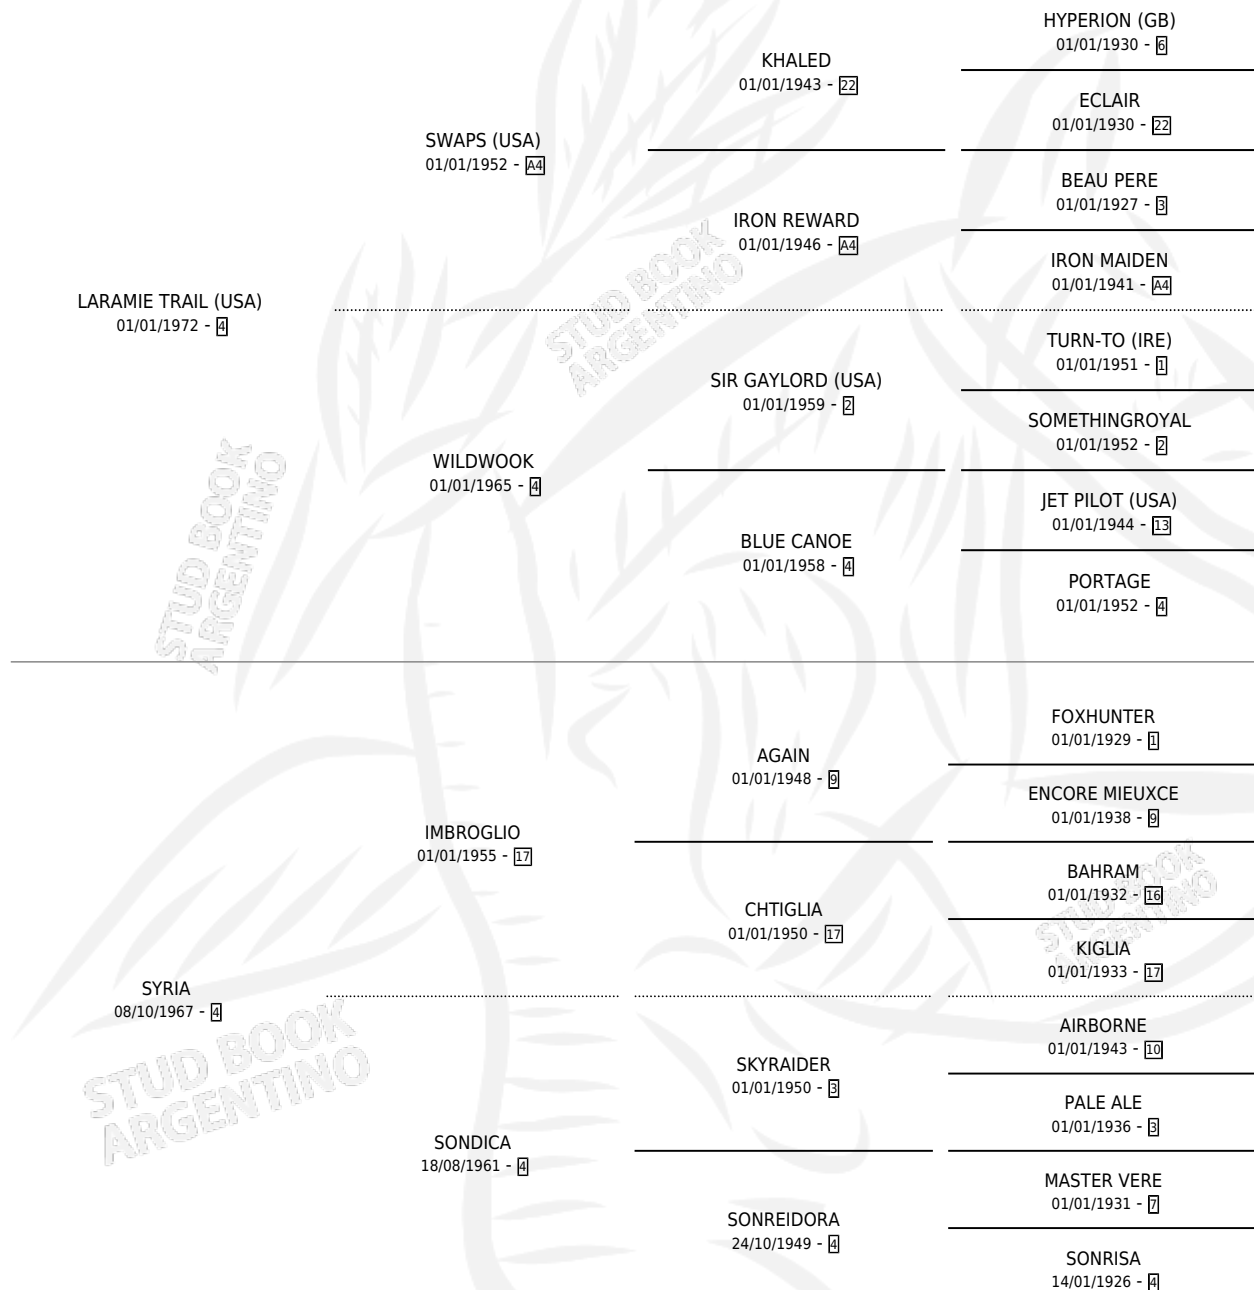 HYPERION (GB)
01/01/1930 - 6
KHALED
01/01/1943 - 22
ECLAIR
01/01/1930 - 22
SWAPS (USA)
01/01/1952 - A4
BEAU PERE
01/01/1927 - 3
IRON REWARD
01/01/1946 - A4
IRON MAIDEN
01/01/1941 - A4
LARAMIE TRAIL (USA)
01/01/1972 - 4
TURN-TO (IRE)
01/01/1951 - 1
SIR GAYLORD (USA)
01/01/1959 - 2
SOMETHINGROYAL
01/01/1952 - 2
WILDWOOK
01/01/1965 - 4
JET PILOT (USA)
01/01/1944 - 13
BLUE CANOE
01/01/1958 - 4
PORTAGE
01/01/1952 - 4
FOXHUNTER
01/01/1929 - 1
AGAIN
01/01/1948 - 9
ENCORE MIEUXCE
01/01/1938 - 9
IMBROGLIO
01/01/1955 - 17
BAHRAM
01/01/1932 - 16
CHTIGLIA
01/01/1950 - 17
KIGLIA
01/01/1933 - 17
SYRIA
08/10/1967 - 4
AIRBORNE
01/01/1943 - 10
SKYRAIDER
01/01/1950 - 3
PALE ALE
01/01/1936 - 3
SONDICA
18/08/1961 - 4
MASTER VERE
01/01/1931 - 7
SONREIDORA
24/10/1949 - 4
SONRISA
14/01/1926 - 4
STUD BOOK
ARGENTINO
STUD BOOK
ARGENTINO
STUD BOOK
ARGENTINO
STUD BOOK
ARGENTINO